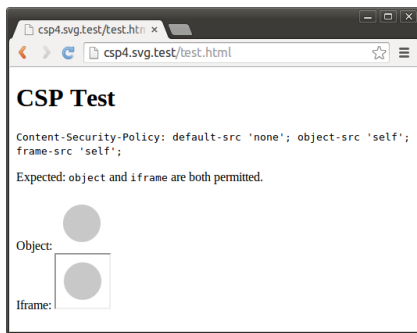 csp4.svg.test/test.htn
csp4.svg.test/test.html
CSP Test
Content-Security-Policy: default-src 'none'; object-src 'self';
frame-src 'self';
Expected: object and iframe are both permitted.
Object:
Iframe: